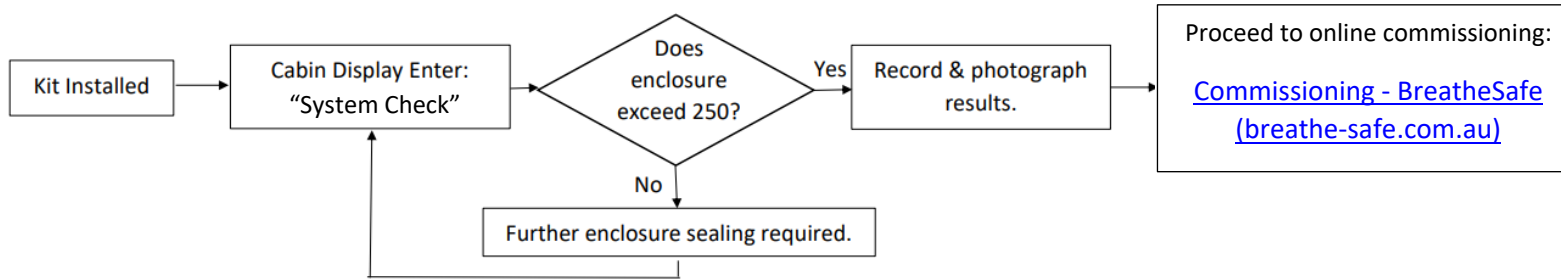 Kit Installed
Cabin Display Enter:
“System Check”
Does
enclosure
exceed 250?
Yes
Record & photograph
results.
Proceed to online commissioning:
Commissioning - BreatheSafe
(breathe-safe.com.au)
No
Further enclosure sealing required.